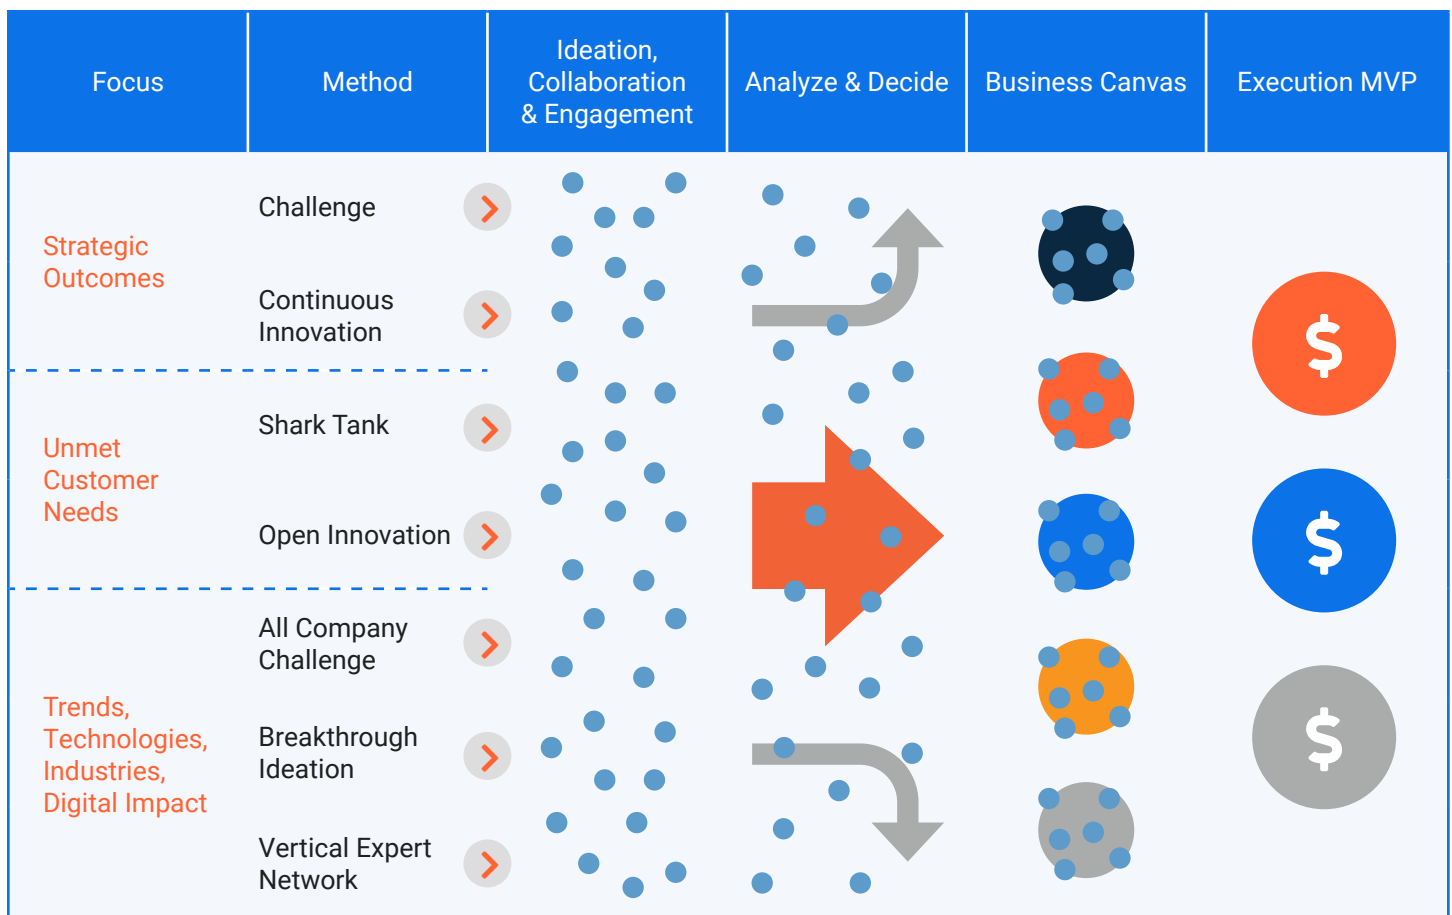 Focus
Method
Ideation,
Collaboration
& Engagement
Analyze & Decide
Business Canvas
Execution MVP
Strategic
Outcomes
Challenge
Continuous
Innovation
Unmet
Customer
Needs
Shark Tank
Open Innovation
Trends,
Technologies,
Industries,
Digital Impact
All Company
Challenge
Breakthrough
Ideation
Vertical Expert
Network
$
$
$